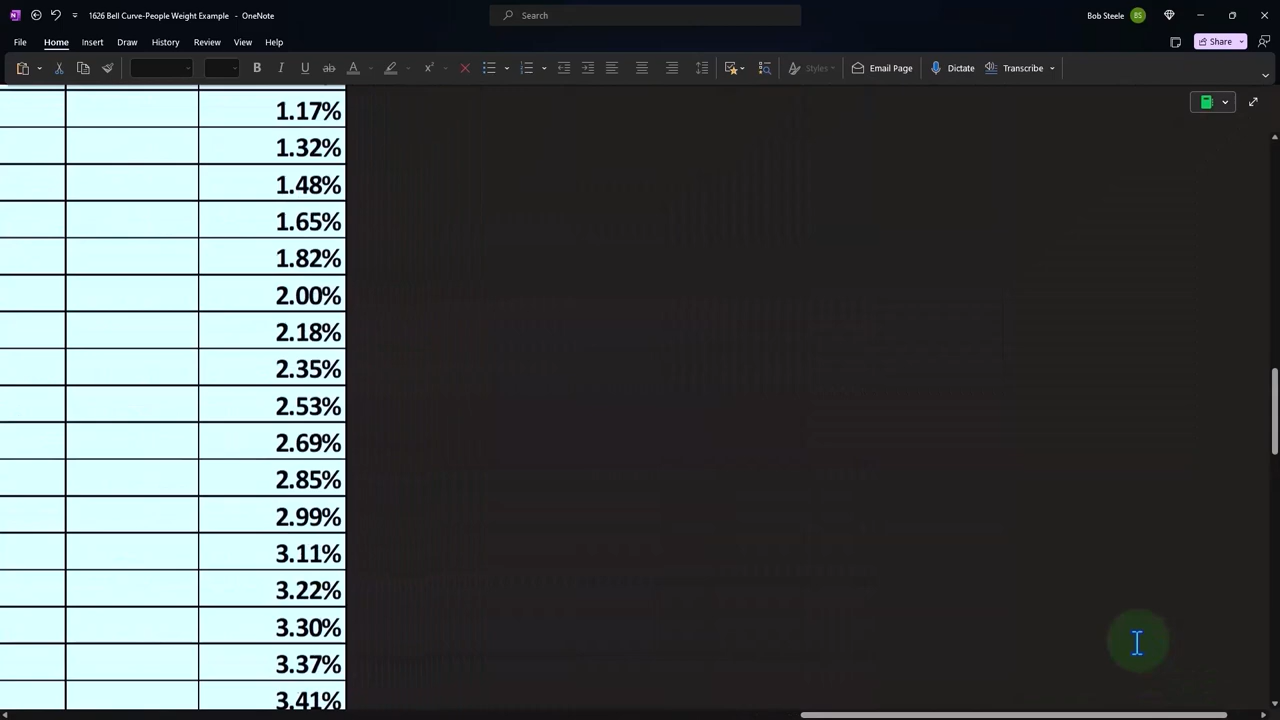 1626 Bell Curve-People Weight Example - OneNote
Search
Bob Steele
BS
File Home Insert Draw History Review View Help
Share
B I U ab A x Styles Email Page Dictate Transcribe
1.17%
1.32%
1.48%
1.65%
1.82%
2.00%
2.18%
2.35%
2.53%
2.69%
2.85%
2.99%
3.11%
3.22%
3.30%
3.37%
3.41%